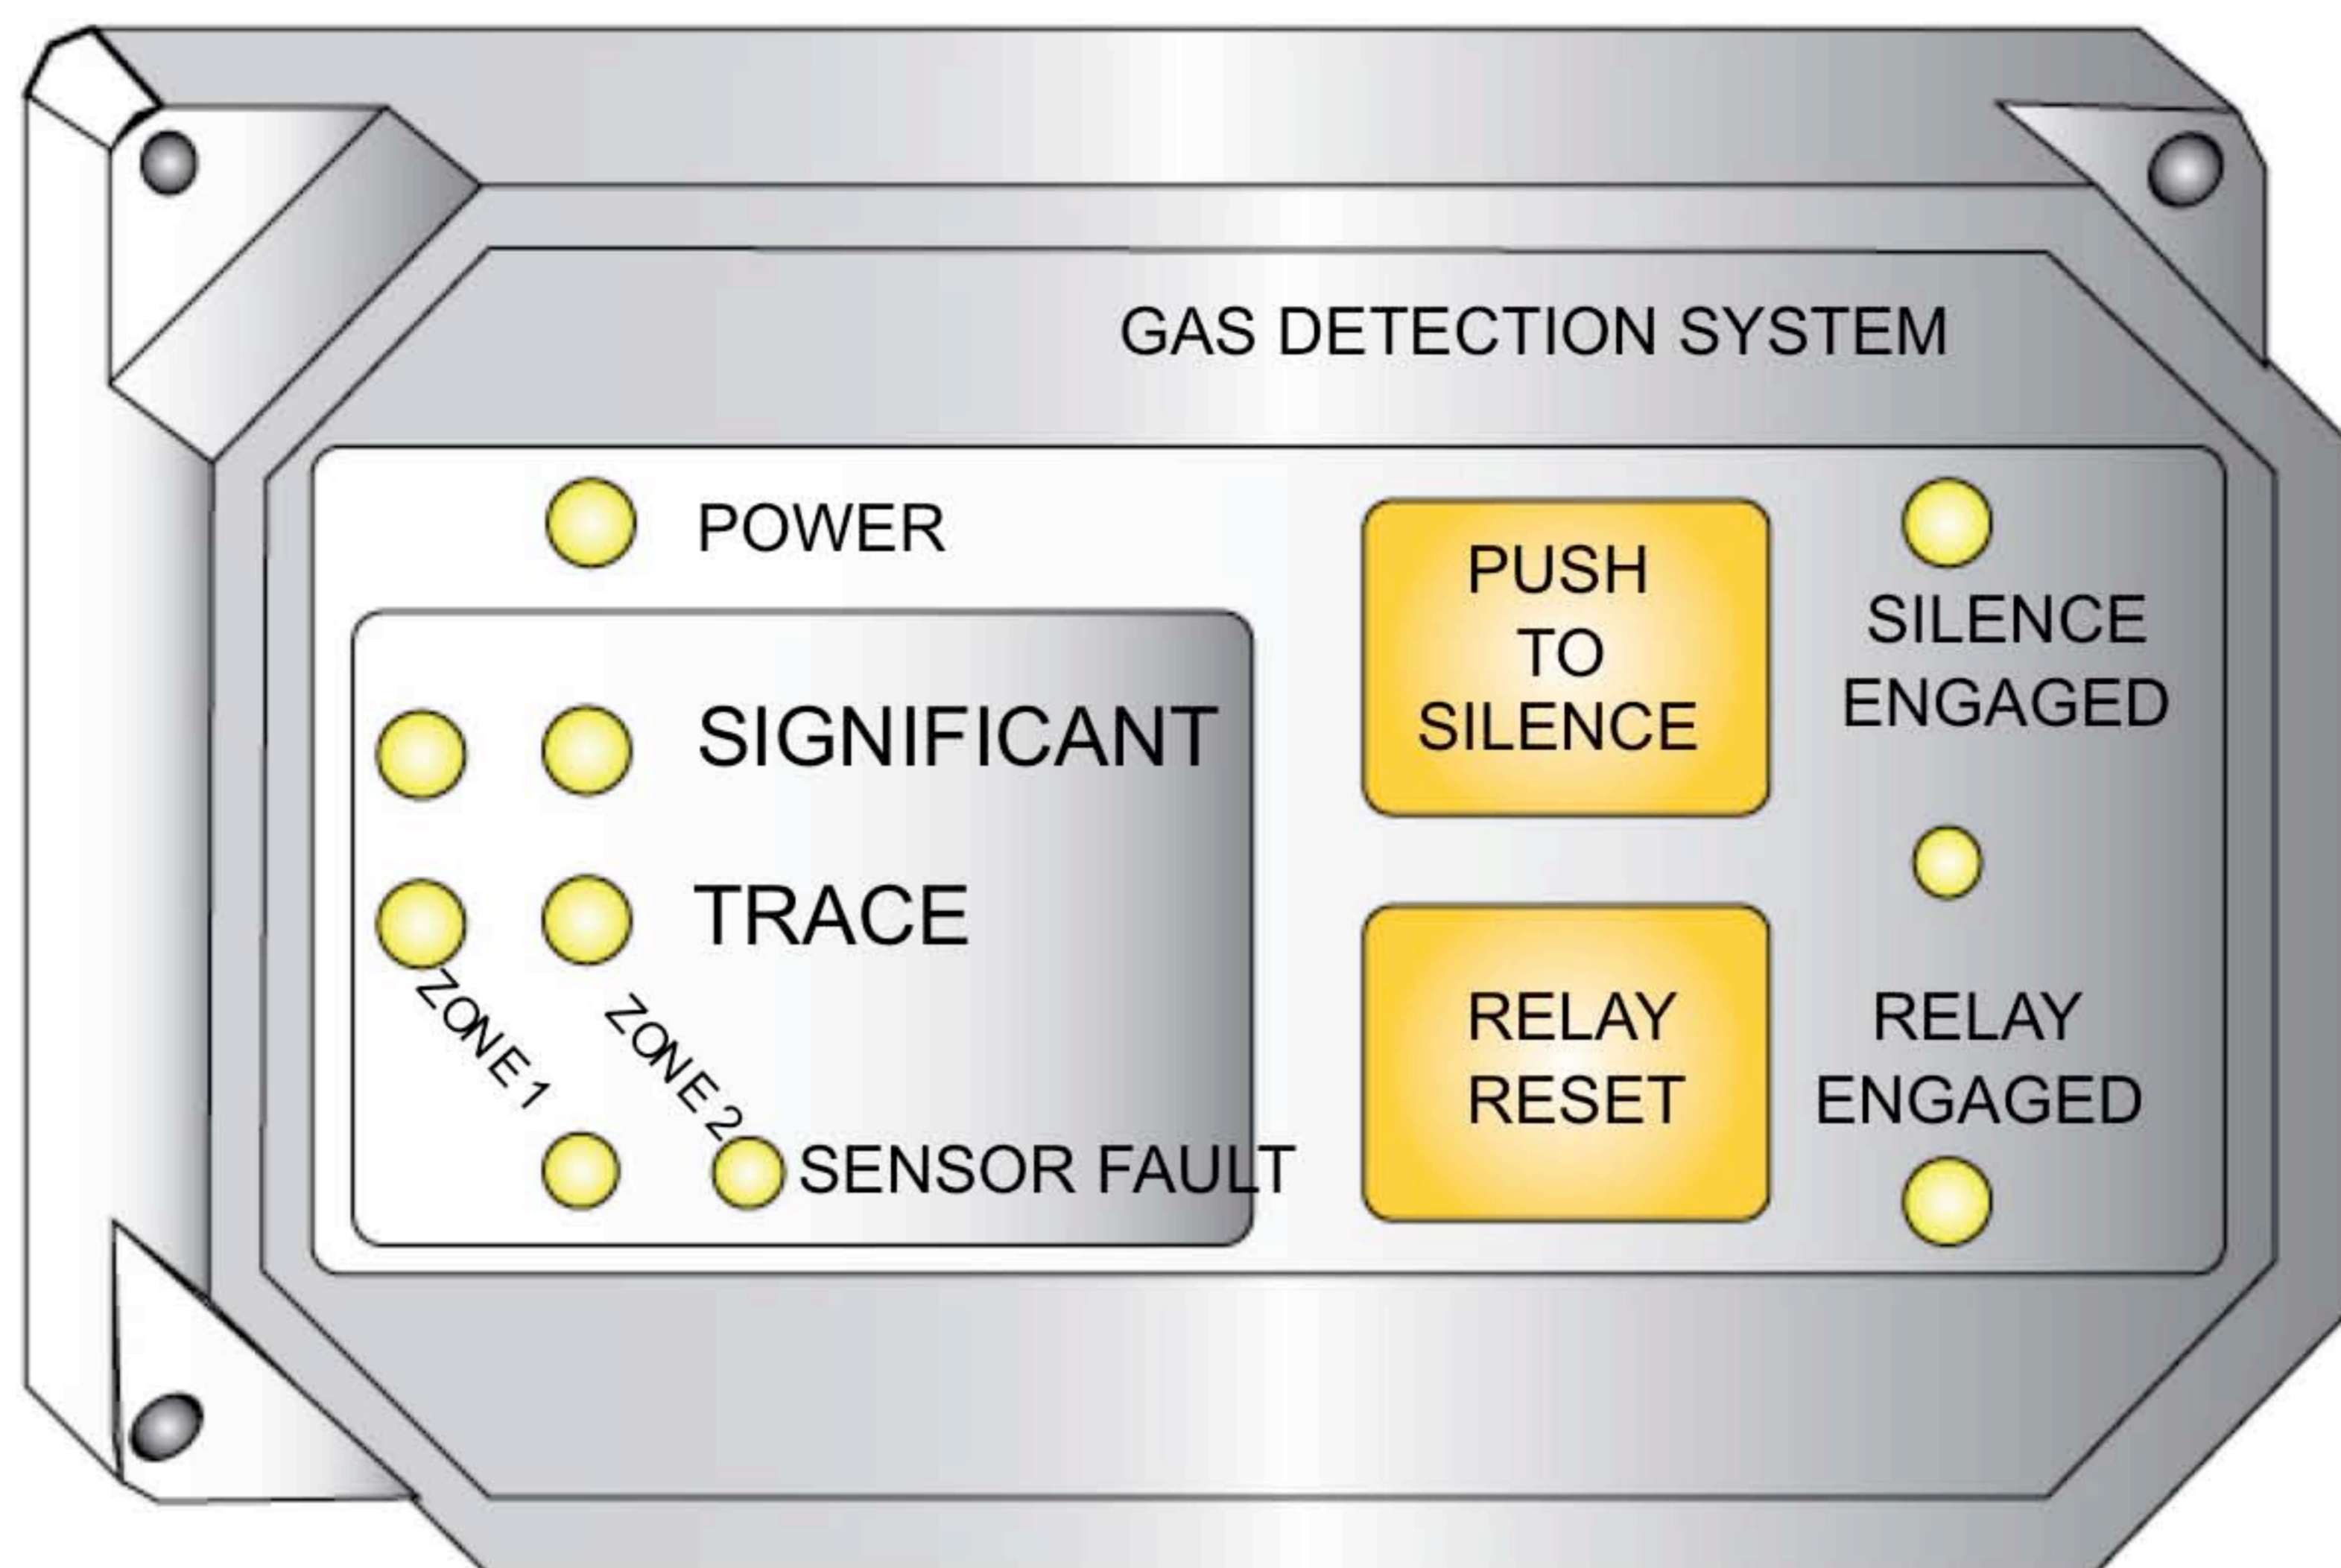 GAS DETECTION SYSTEM
POWER
SIGNIFICANT
TRACE
ZONE 1
ZONE 2
SENSOR FAULT
PUSH
TO
SILENCE
RELAY
RESET
SILENCE
ENGAGED
RELAY
ENGAGED